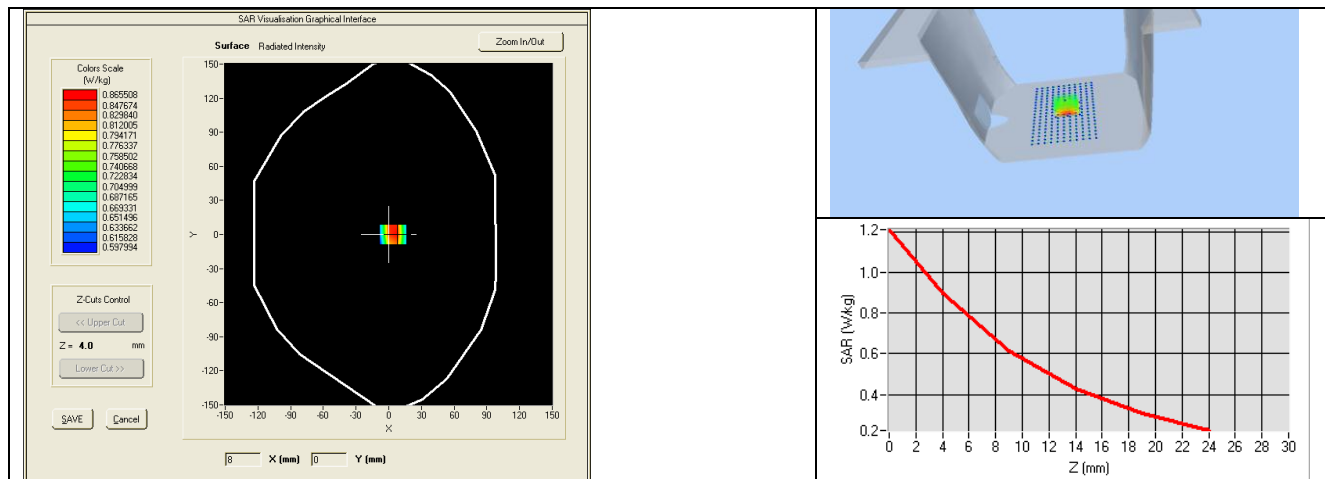 SAR Visualisation Graphical Interface
Surface Radiated Intensity
Zoom In/Out
Colors Scale
(W/kg)
0.865508
0.847674
0.829840
0.812005
0.794171
0.776337
0.758502
0.740668
0.722834
0.704999
0.687165
0.669331
0.651496
0.633662
0.615828
0.597994
Z-Cuts Control
<< Upper Cut
Z = 4.0 mm
Lower Cut >>
SAVE Cancel
150-
120-
90-
60-
30-
0-
-30-
-60-
-90-
-120-
-150-
Y
-150 -120 -90 -60 -30 0 30 60 90 120 150
X
8 X (mm) 0 Y (mm)
1.2-
1.0-
0.8-
0.6-
0.4-
0.2-
SAR (W/kg)
0 2 4 6 8 10 12 14 16 18 20 22 24 26 28 30
Z (mm)